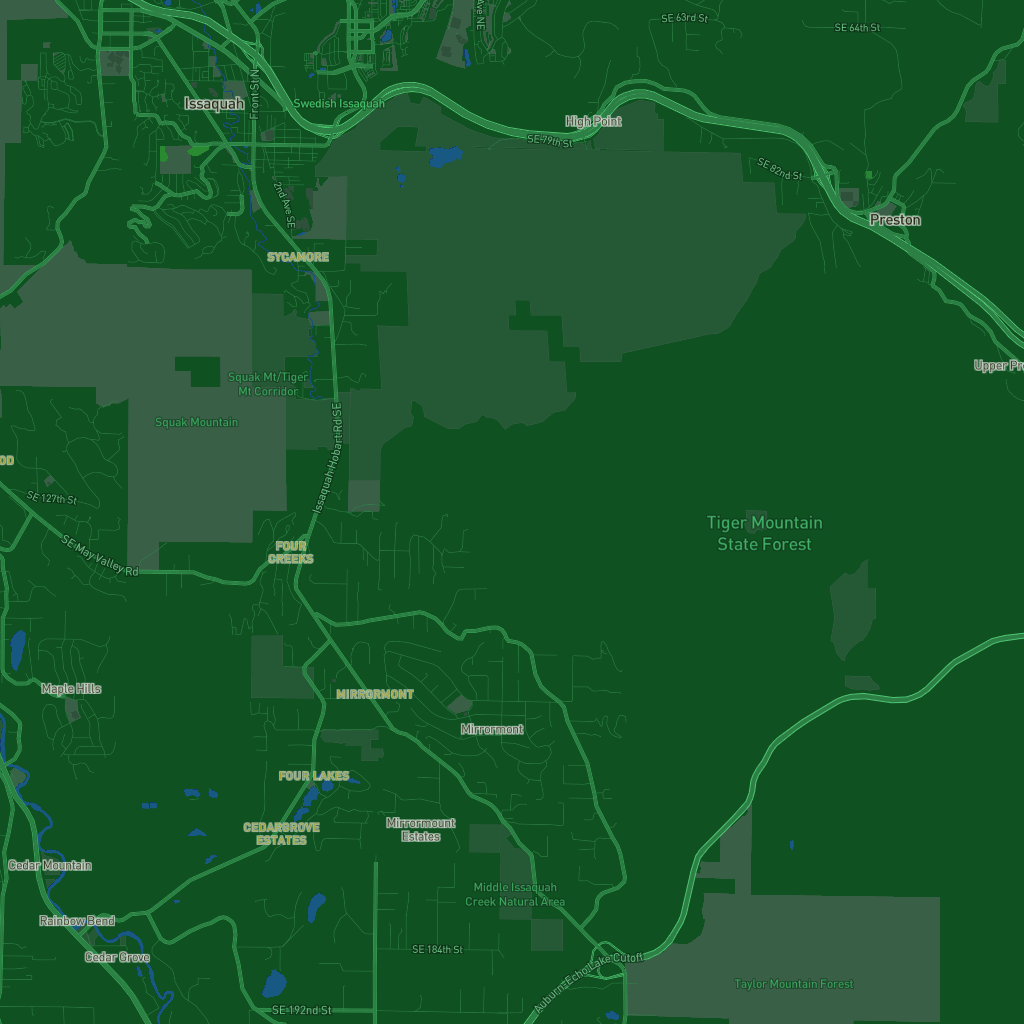 SE 63rd St
SE 64th St
Ave NE
Front St N
Issaquah
Swedish Issaquah
High Point
SE 79th St
SE 82nd St
2nd Ave SE
Preston
SYCAMORE
Upper Pre
Squak Mt/Tiger
Mt Corridor
Squak Mountain
Issaquah Hobart Rd SE
OD
SE 127th St
Tiger Mountain
State Forest
SE May Valley Rd
FOUR
CREEKS
Maple Hills
MIRRORMONT
Mirrormont
FOUR LAKES
CEDARGROVE
ESTATES
Mirrormount
Estates
Cedar Mountain
Middle Issaquah
Creek Natural Area
Rainbow Bend
Cedar Grove
SE 184th St
Auburn-Echo Lake Cutoff
Taylor Mountain Forest
SE 192nd St